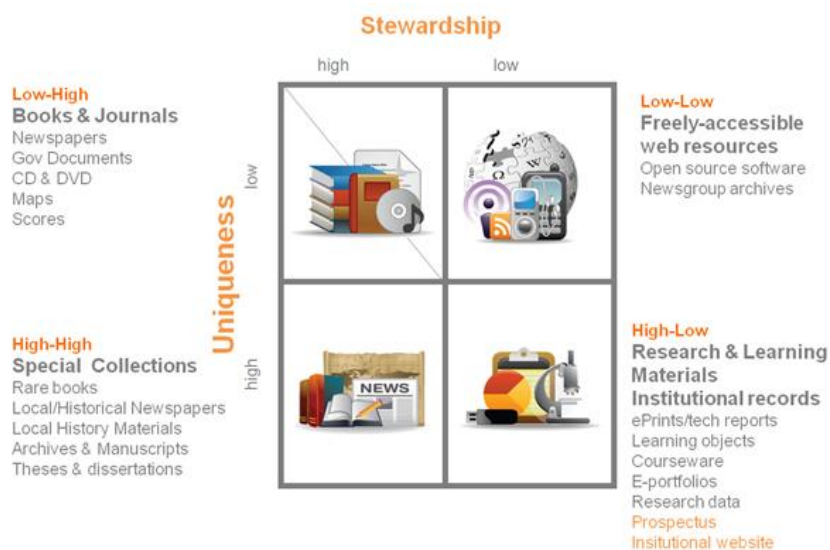 Stewardship
high
low
Low-High
Books & Journals
Newspapers
Gov Documents
CD & DVD
Maps
Scores
Low-Low
Freely-accessible
web resources
Open source software
Newsgroup archives
Uniqueness
low
high
W
NEWS
High-High
Special Collections
Rare books
Local/Historical Newspapers
Local History Materials
Archives & Manuscripts
Theses & dissertations
High-Low
Research & Learning
Materials
Institutional records
ePrints/tech reports
Learning objects
Courseware
E-portfolios
Research data
Prospectus
Insitutional website